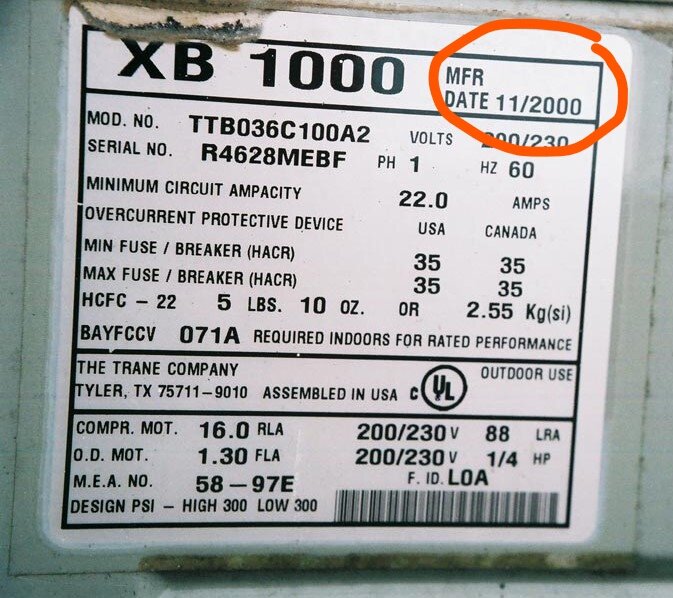 XB 1000
MFR
DATE 11/2000
MOD. NO. TTB036C100A2 VOLTS 200/230
SERIAL NO. R4628MEBF PH 1 HZ 60
MINIMUM CIRCUIT AMPACITY 22.0 AMPS
OVERCURRENT PROTECTIVE DEVICE USA CANADA
MIN FUSE / BREAKER (HACR) 35 35
MAX FUSE / BREAKER (HACR) 35 35
HCFC - 22 5 LBS. 10 OZ. OR 2.55 Kg(si)
BAYFCCV 071A REQUIRED INDOORS FOR RATED PERFORMANCE
THE TRANE COMPANY OUTDOOR USE
TYLER, TX 75711-9010 ASSEMBLED IN USA C UL
COMPR. MOT. 16.0 RLA 200/230 V 88 LRA
O.D. MOT. 1.30 FLA 200/230 V 1/4 HP
M.E.A. NO. 58-97E F. ID. LOA
DESIGN PSI - HIGH 300 LOW 300